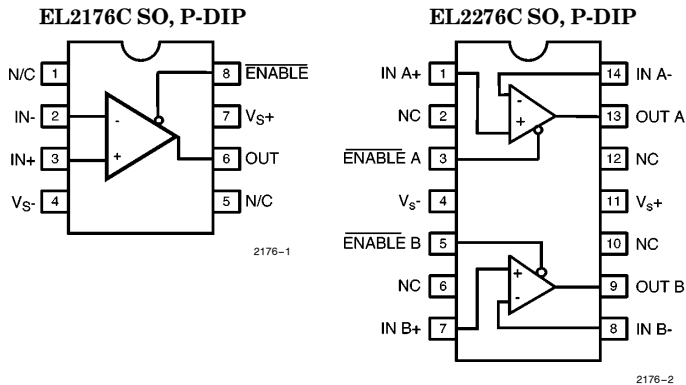 EL2176C SO, P-DIP
N/C 1
8 ENABLE
IN- 2
7 VS+
IN+ 3
6 OUT
VS- 4
5 N/C
-
+
2176-1
EL2276C SO, P-DIP
IN A+ 1
14 IN A-
NC 2
13 OUT A
ENABLE A 3
12 NC
Vs- 4
11 Vs+
ENABLE B 5
10 NC
NC 6
9 OUT B
IN B+ 7
8 IN B-
-
+
+
-
2176-2